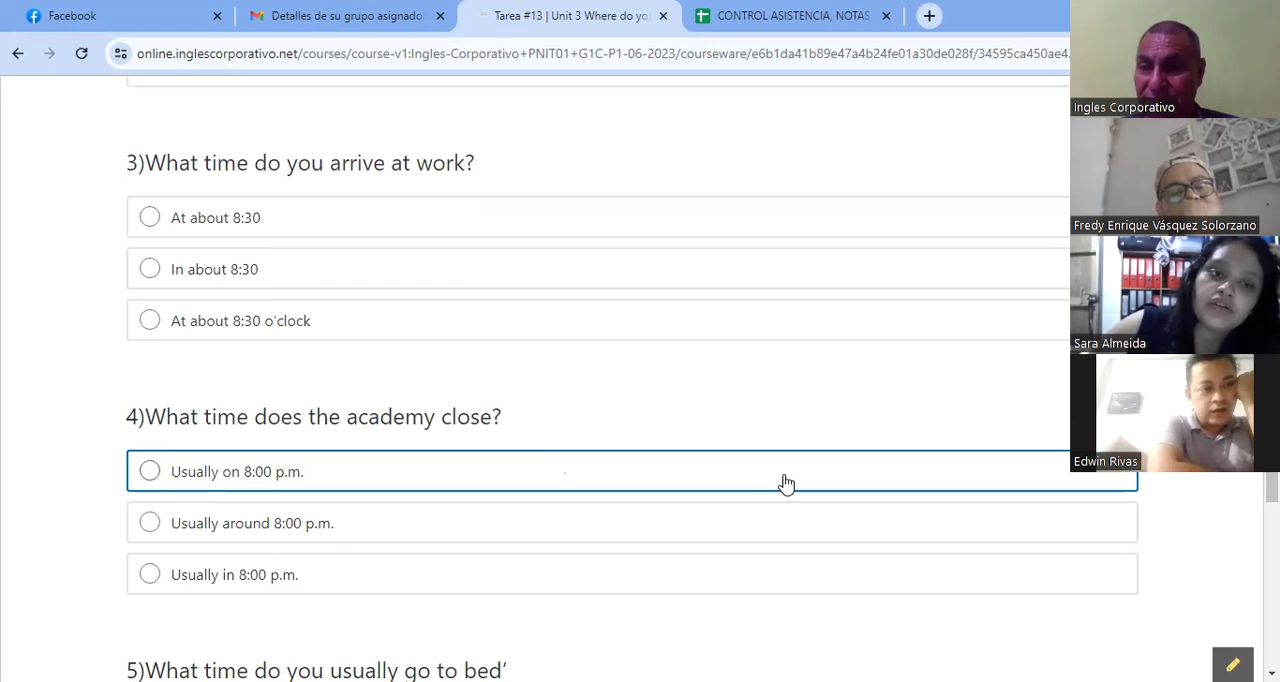 Facebook
Detalles de su grupo asignado
Tarea #13 | Unit 3 Where do yo
CONTROL ASISTENCIA, NOTAS
online.inglescorporativo.net/courses/course-v1:Ingles-Corporativo+PNIT01+G1C-P1-06-2023/courseware/e6b1da41b89e47a4b24fe01a30de028f/34595ca450ae4
3)What time do you arrive at work?
At about 8:30
In about 8:30
At about 8:30 o'clock
4)What time does the academy close?
Usually on 8:00 p.m.
Usually around 8:00 p.m.
Usually in 8:00 p.m.
5)What time do you usually go to bed'
Ingles Corporativo
Fredy Enrique Vásquez Solorzano
Sara Almeida
Edwin Rivas